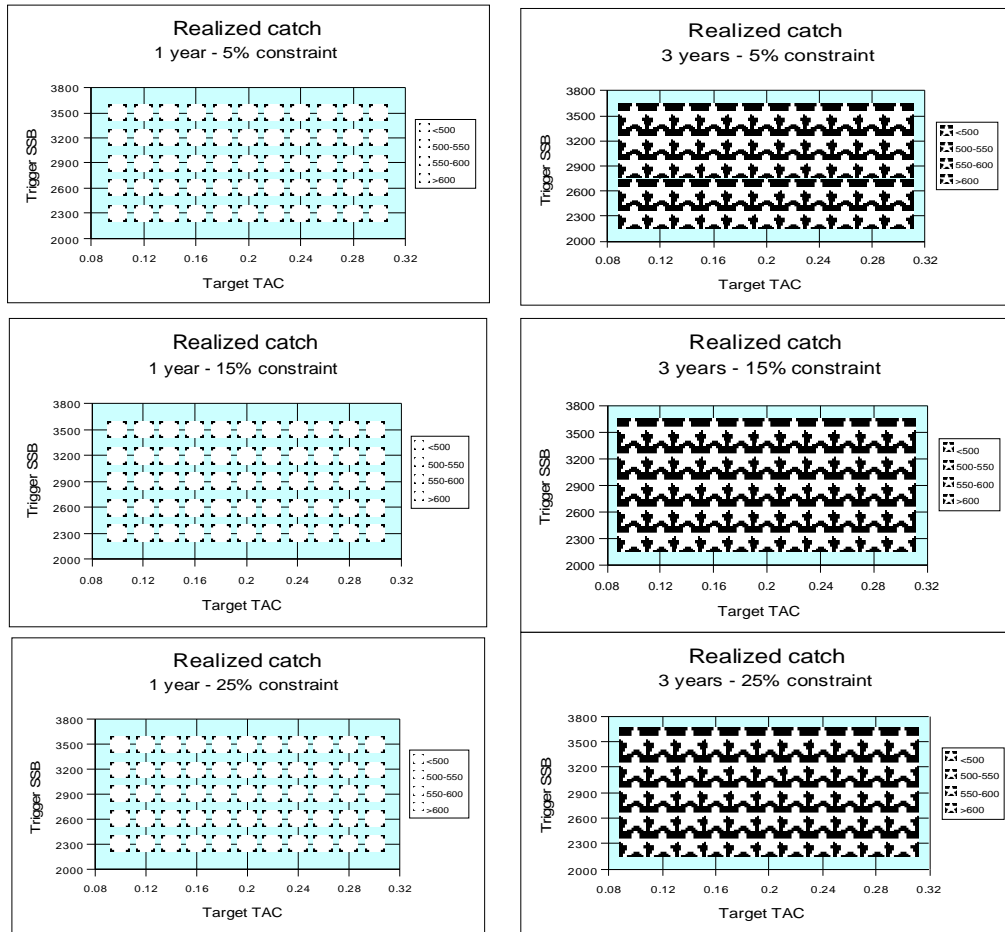 Realized catch
1 year - 5% constraint
3800
3500
3200
2900
2600
2300
2000
Trigger SSB
0.08 0.12 0.16 0.2 0.24 0.28 0.32
Target TAC
<500
500-550
550-600
>600
Realized catch
3 years - 5% constraint
3800
3500
3200
2900
2600
2300
2000
Trigger SSB
0.08 0.12 0.16 0.2 0.24 0.28 0.32
Target TAC
<500
500-550
550-600
>600
Realized catch
1 year - 15% constraint
3800
3500
3200
2900
2600
2300
2000
Trigger SSB
0.08 0.12 0.16 0.2 0.24 0.28 0.32
Target TAC
<500
500-550
550-600
>600
Realized catch
3 years - 15% constraint
3800
3500
3200
2900
2600
2300
2000
Trigger SSB
0.08 0.12 0.16 0.2 0.24 0.28 0.32
Target TAC
<500
500-550
550-600
>600
Realized catch
1 year - 25% constraint
3800
3500
3200
2900
2600
2300
2000
Trigger SSB
0.08 0.12 0.16 0.2 0.24 0.28 0.32
Target TAC
<500
500-550
550-600
>600
Realized catch
3 years - 25% constraint
3800
3500
3200
2900
2600
2300
2000
Trigger SSB
0.08 0.12 0.16 0.2 0.24 0.28 0.32
Target TAC
<500
500-550
550-600
>600